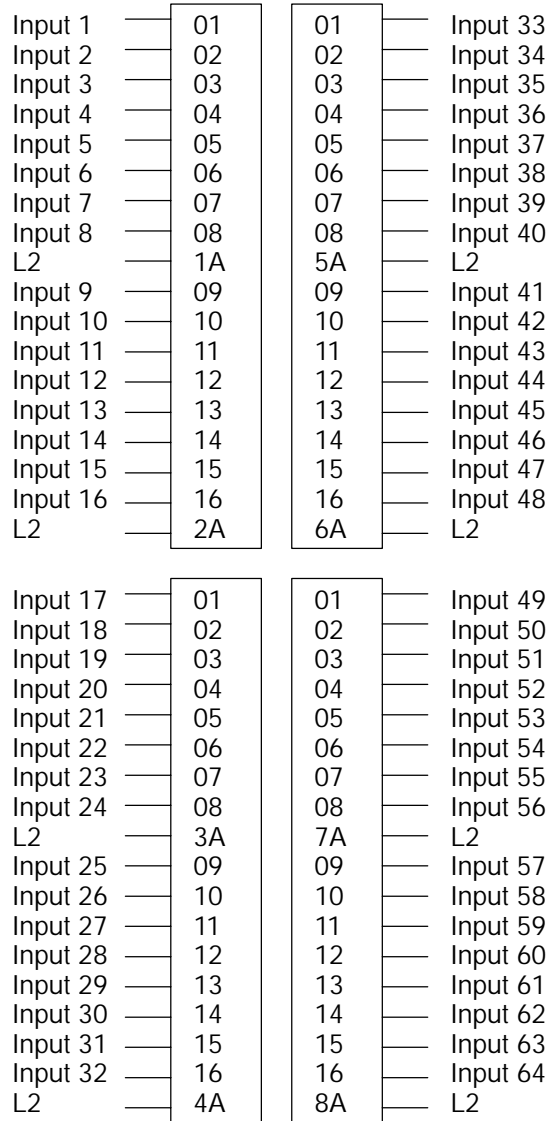 Input 1 01 01 Input 33
Input 2 02 02 Input 34
Input 3 03 03 Input 35
Input 4 04 04 Input 36
Input 5 05 05 Input 37
Input 6 06 06 Input 38
Input 7 07 07 Input 39
Input 8 08 08 Input 40
L2 1A 5A L2
Input 9 09 09 Input 41
Input 10 10 10 Input 42
Input 11 11 11 Input 43
Input 12 12 12 Input 44
Input 13 13 13 Input 45
Input 14 14 14 Input 46
Input 15 15 15 Input 47
Input 16 16 16 Input 48
L2 2A 6A L2
Input 17 01 01 Input 49
Input 18 02 02 Input 50
Input 19 03 03 Input 51
Input 20 04 04 Input 52
Input 21 05 05 Input 53
Input 22 06 06 Input 54
Input 23 07 07 Input 55
Input 24 08 08 Input 56
L2 3A 7A L2
Input 25 09 09 Input 57
Input 26 10 10 Input 58
Input 27 11 11 Input 59
Input 28 12 12 Input 60
Input 29 13 13 Input 61
Input 30 14 14 Input 62
Input 31 15 15 Input 63
Input 32 16 16 Input 64
L2 4A 8A L2